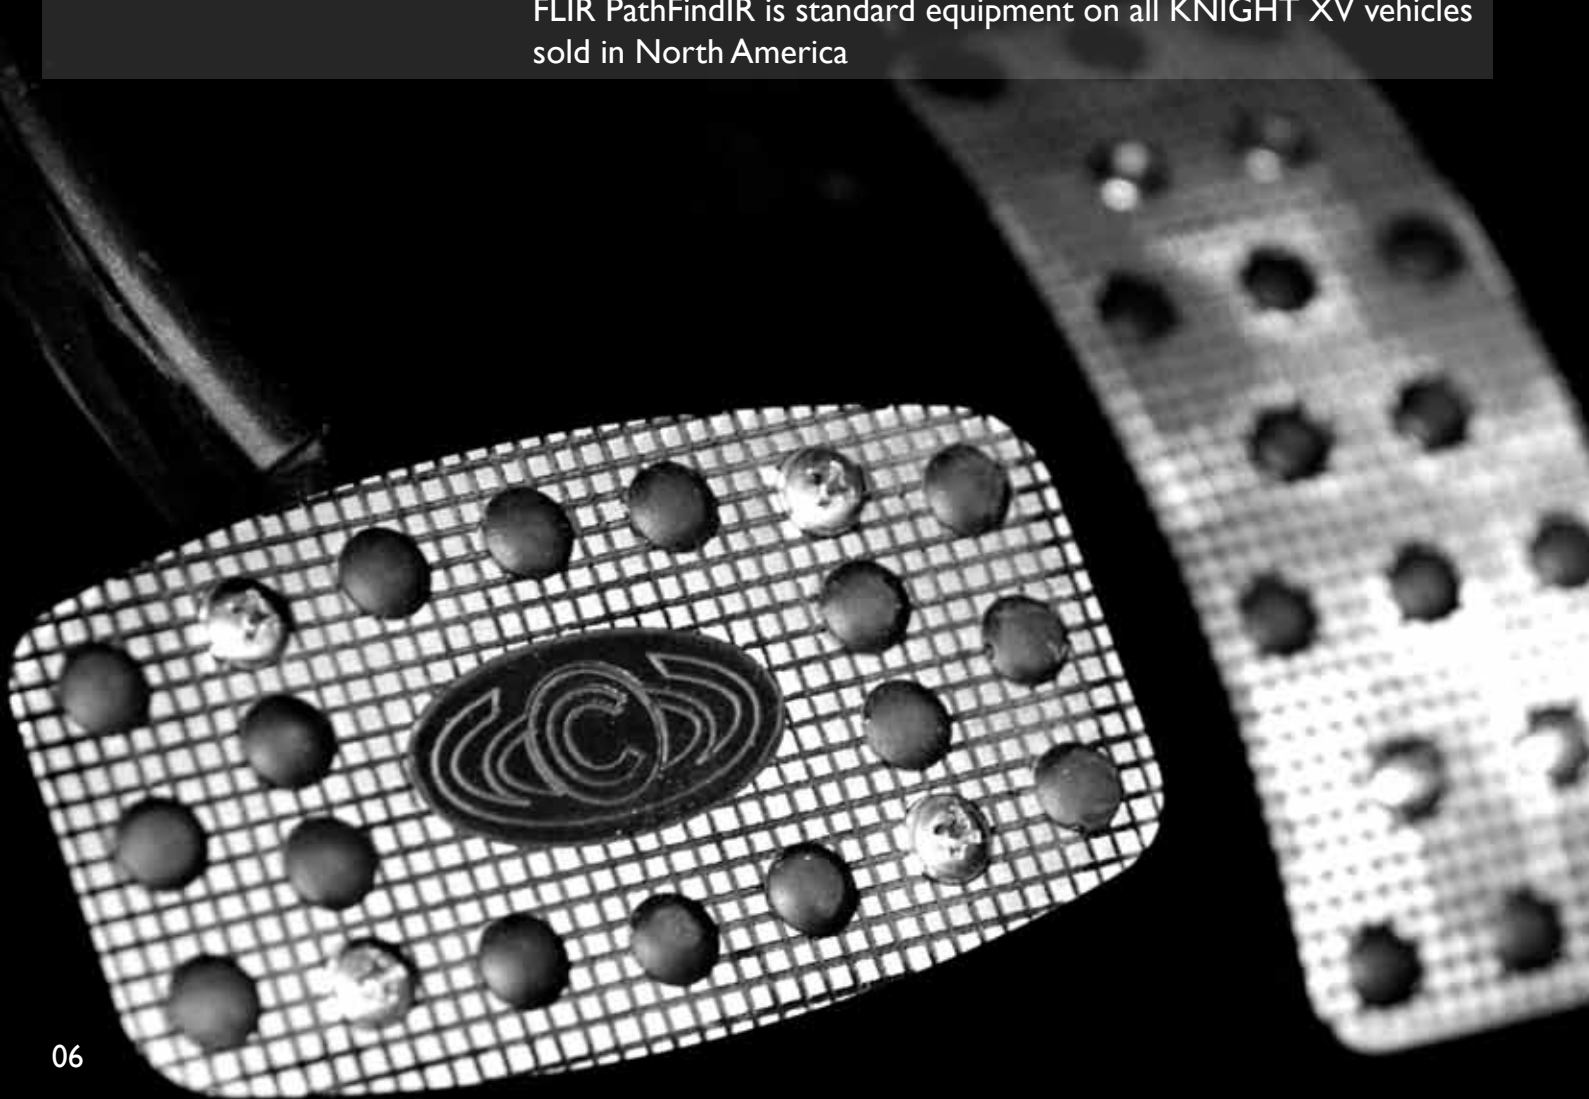 FLIR PathFindIR is standard equipment on all KNIGHT XV vehicles
sold in North America
06